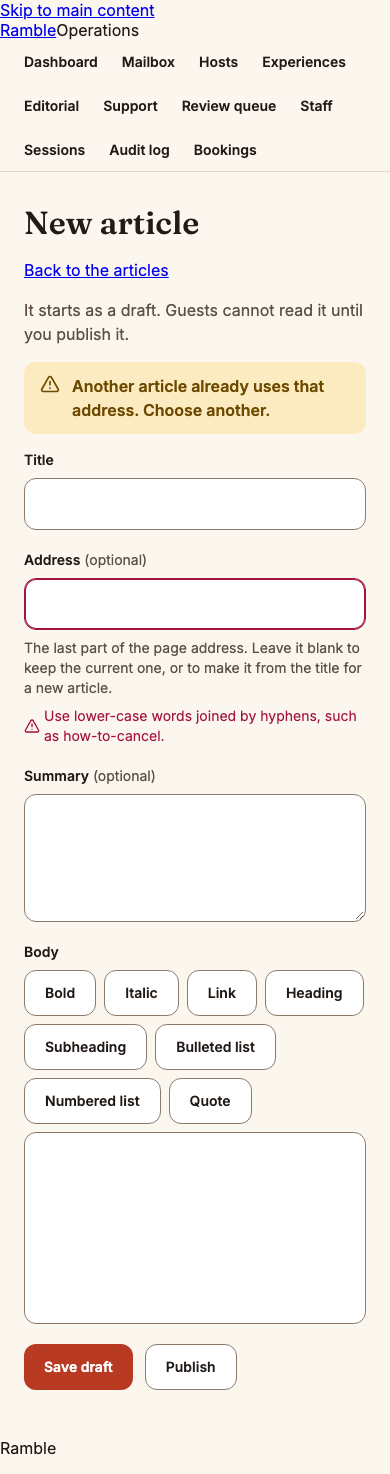 Skip to main content
RambleOperations
Dashboard Mailbox Hosts Experiences
Editorial Support Review queue Staff
Sessions Audit log Bookings
New article
Back to the articles
It starts as a draft. Guests cannot read it until
you publish it.
Another article already uses that
address. Choose another.
Title
Address (optional)
The last part of the page address. Leave it blank to
keep the current one, or to make it from the title for
a new article.
Use lower-case words joined by hyphens, such
as how-to-cancel.
Summary (optional)
Body
Bold Italic Link Heading
Subheading Bulleted list
Numbered list Quote
Save draft Publish
Ramble